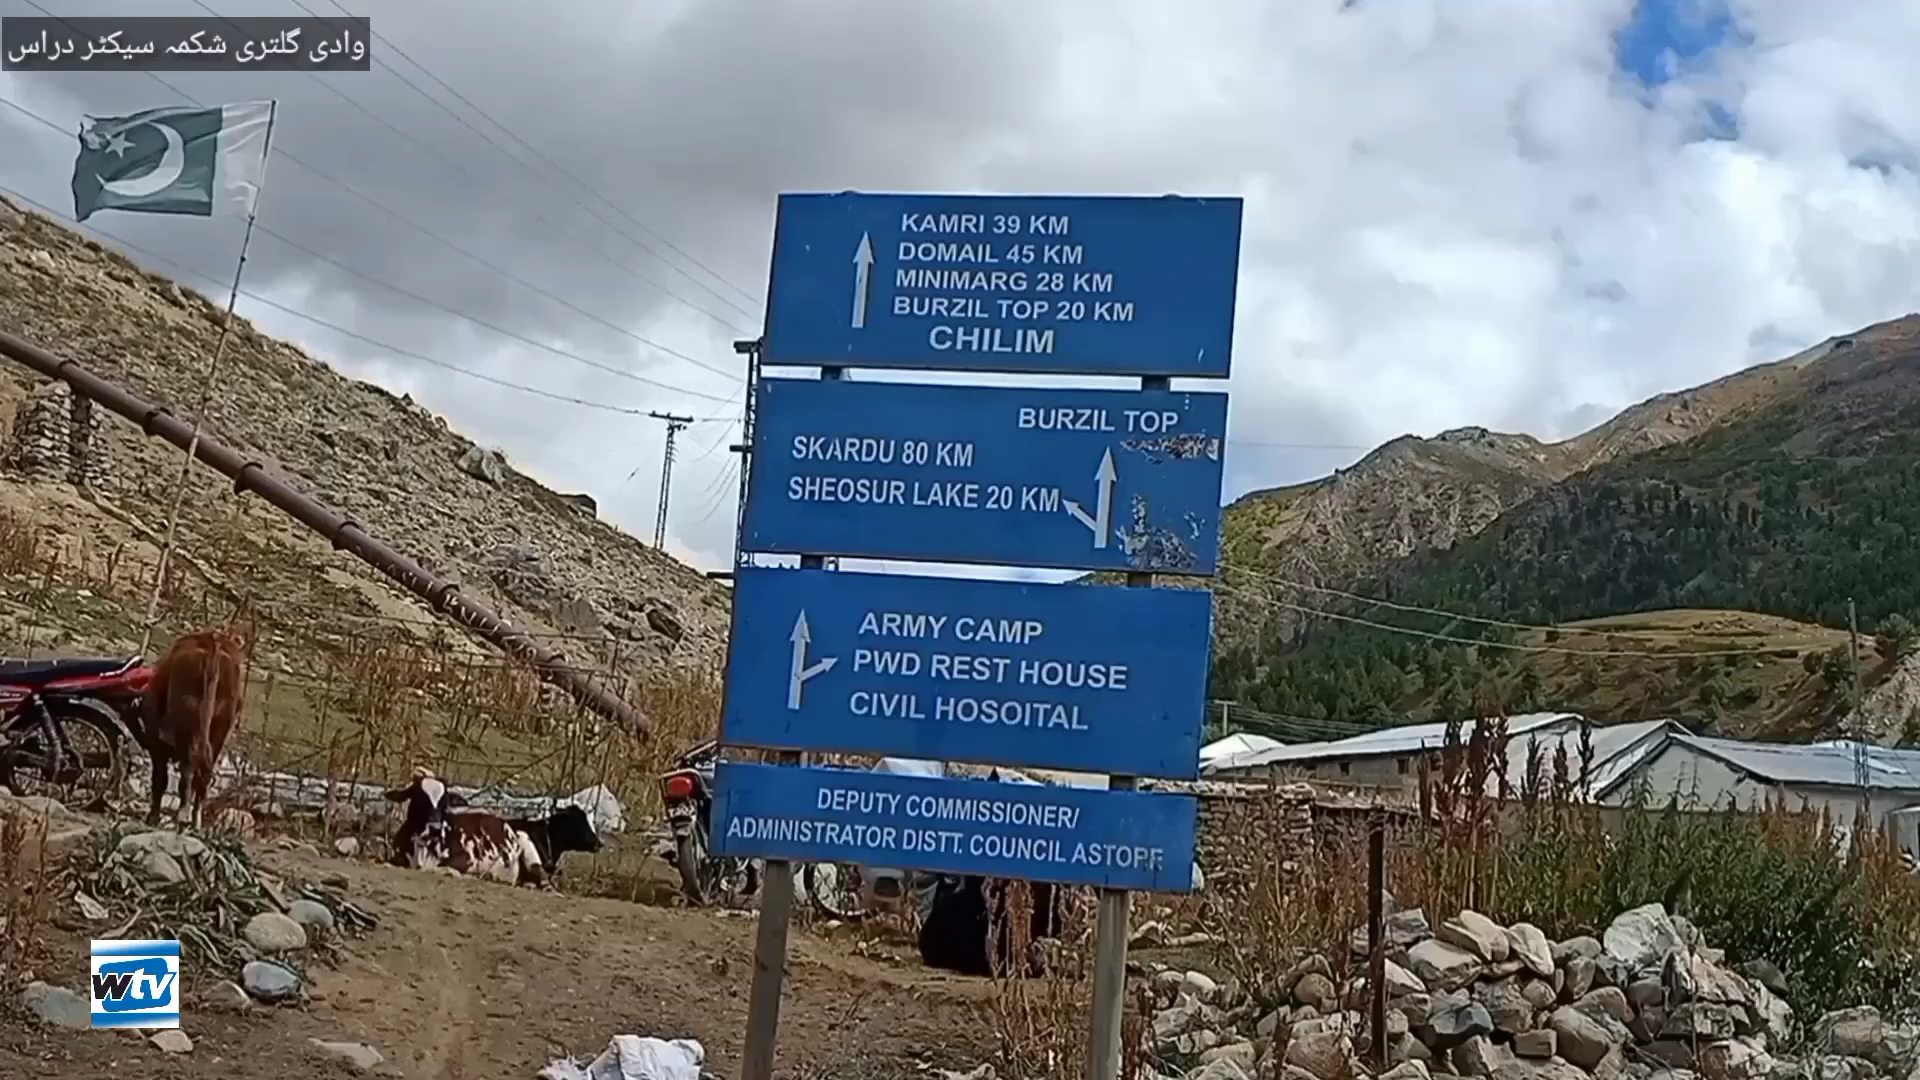 وادی گلتری شکمہ سیکٹر دراس
KAMRI 39 KM
DOMAIL 45 KM
MINIMARG 28 KM
BURZIL TOP 20 KM
CHILIM
BURZIL TOP
SKARDU 80 KM
SHEOSUR LAKE 20 KM
ARMY CAMP
PWD REST HOUSE
CIVIL HOSOITAL
DEPUTY COMMISSIONER/
ADMINISTRATOR DISTT. COUNCIL ASTORE
wtv